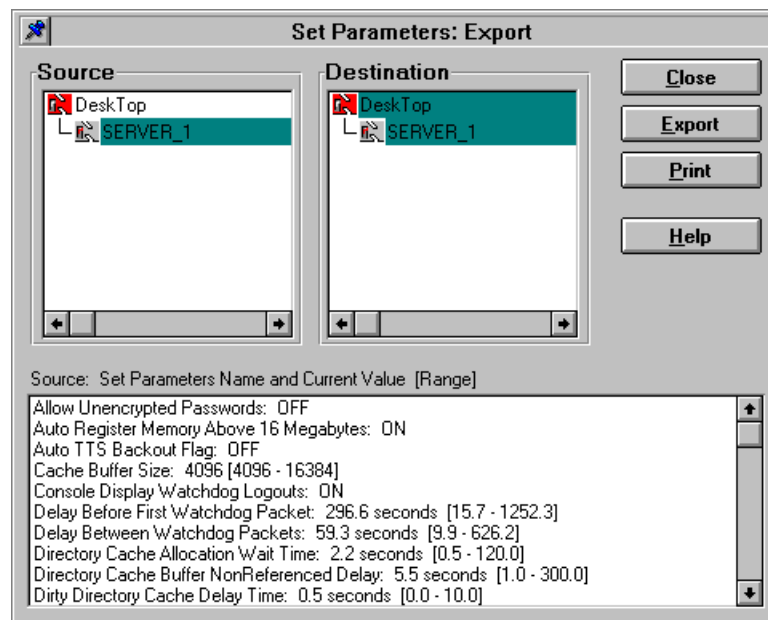 Set Parameters: Export
Source
DeskTop
SERVER_1
Destination
DeskTop
SERVER_1
Close
Export
Print
Help
Source:  Set Parameters Name and Current Value  [Range]
Allow Unencrypted Passwords:  OFF
Auto Register Memory Above 16 Megabytes:  ON
Auto TTS Backout Flag:  OFF
Cache Buffer Size:  4096 [4096 - 16384]
Console Display Watchdog Logouts:  ON
Delay Before First Watchdog Packet:  296.6 seconds  [15.7 - 1252.3]
Delay Between Watchdog Packets:  59.3 seconds  [9.9 - 626.2]
Directory Cache Allocation Wait Time:  2.2 seconds  [0.5 - 120.0]
Directory Cache Buffer NonReferenced Delay:  5.5 seconds  [1.0 - 300.0]
Dirty Directory Cache Delay Time:  0.5 seconds  [0.0 - 10.0]